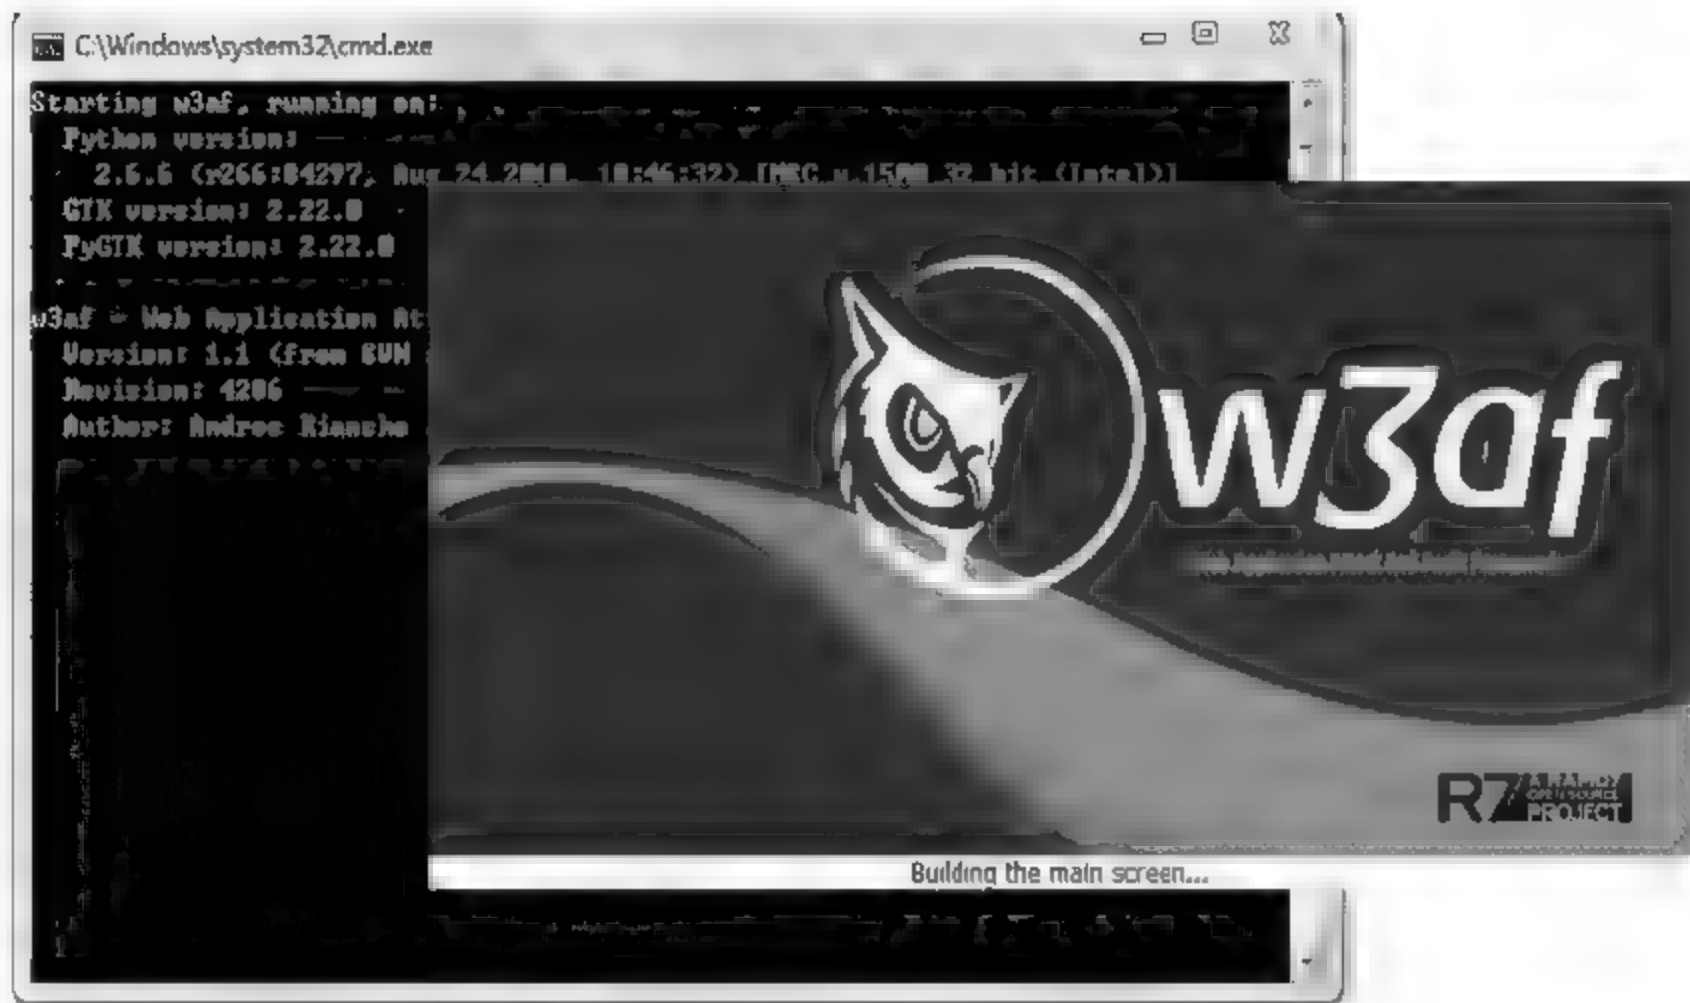 C:\Windows\system32\cmd.exe
Starting w3af, running on:
Python version:
2.6.6 (r266:84297, Aug 24 2010, 18:46:32) [MSC v.1500 32 bit (Intel)]
GTK version: 2.22.0
PyGTK version: 2.22.0
w3af - Web Application At
Version: 1.1 (from SVN
Revision: 4206
Author: Andres Riancho
w3af
R7 A RAPID7
OPEN SOURCE
PROJECT
Building the main screen...